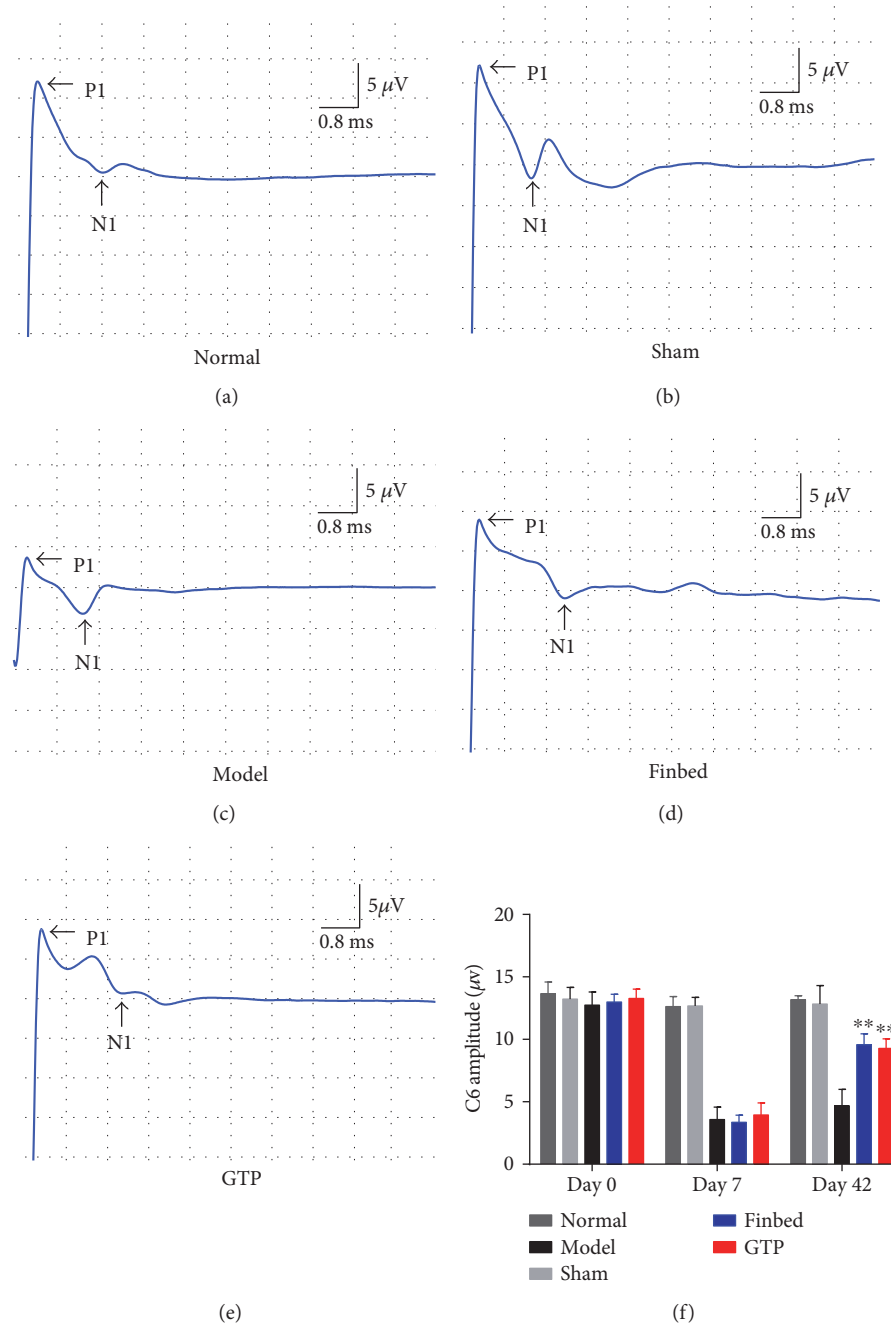 P1
5 μV
0.8 ms
N1
Normal
(a)
P1
5 μV
0.8 ms
N1
Sham
(b)
P1
5 μV
0.8 ms
N1
Model
(c)
P1
5 μV
0.8 ms
N1
Finbed
(d)
P1
5μV
0.8 ms
N1
GTP
(e)
C6 amplitude (μv)
20
15
10
5
0
** **
Day 0 Day 7 Day 42
Normal Finbed
Model GTP
Sham
(f)